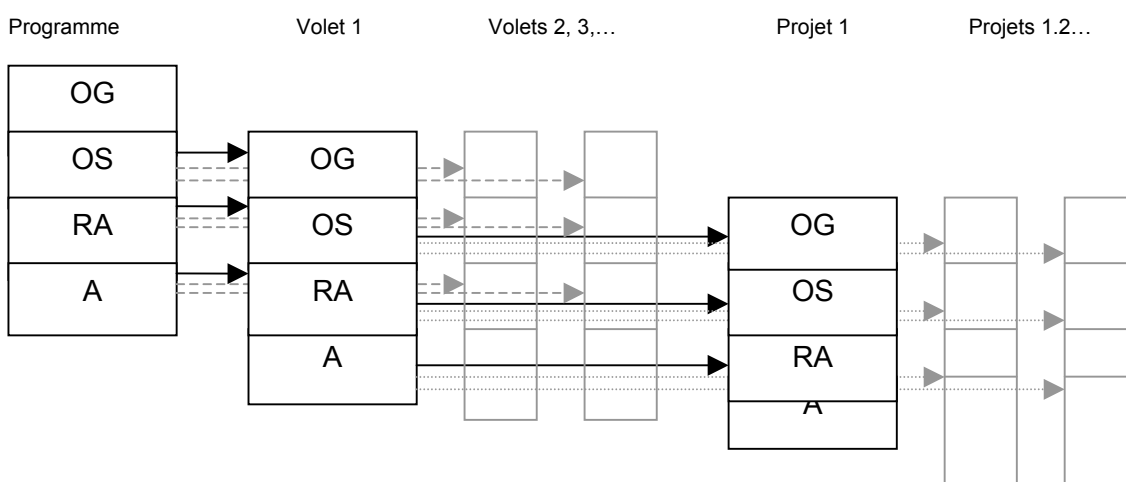 Programme Volet 1 Volets 2, 3,… Projet 1 Projets 1.2…
OG
OS OG
RA OS OG
A RA OS
A RA
A